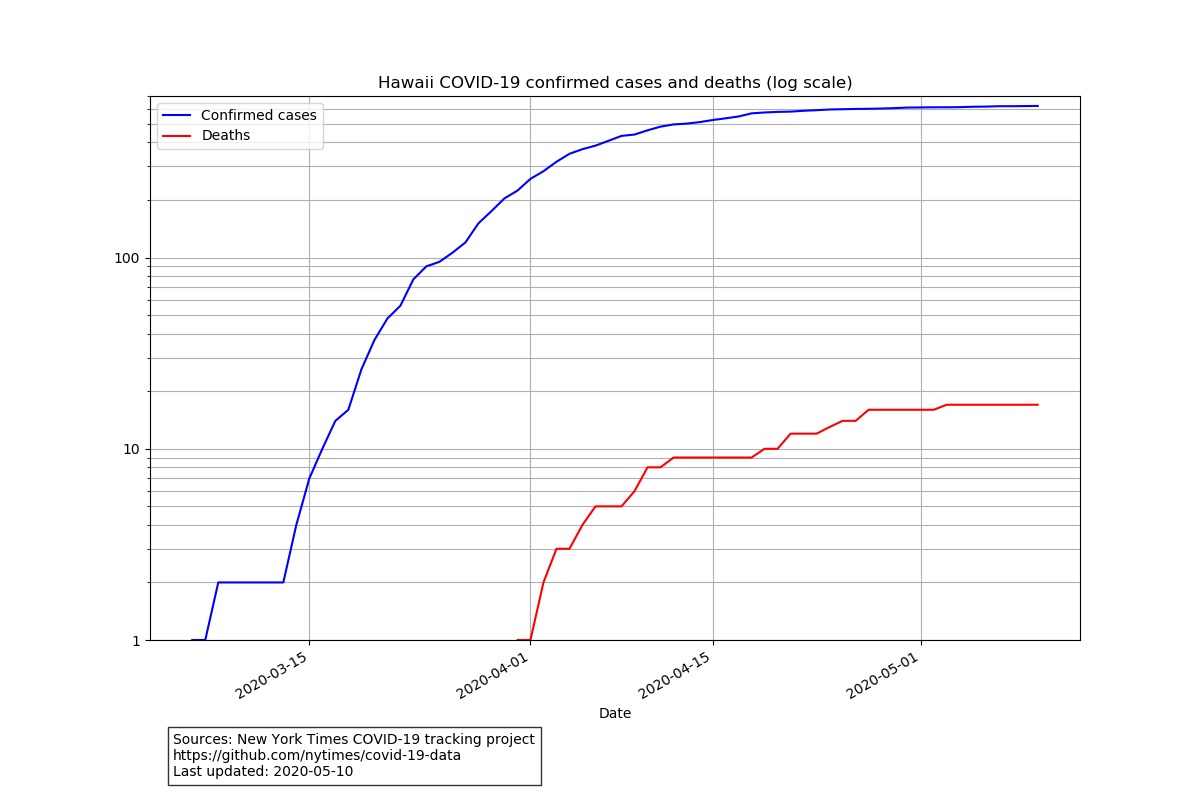 Hawaii COVID-19 confirmed cases and deaths (log scale)
Confirmed cases
Deaths
100
10
1
2020-03-15
2020-04-01
2020-04-15
2020-05-01
Date
Sources: New York Times COVID-19 tracking project
https://github.com/nytimes/covid-19-data
Last updated: 2020-05-10